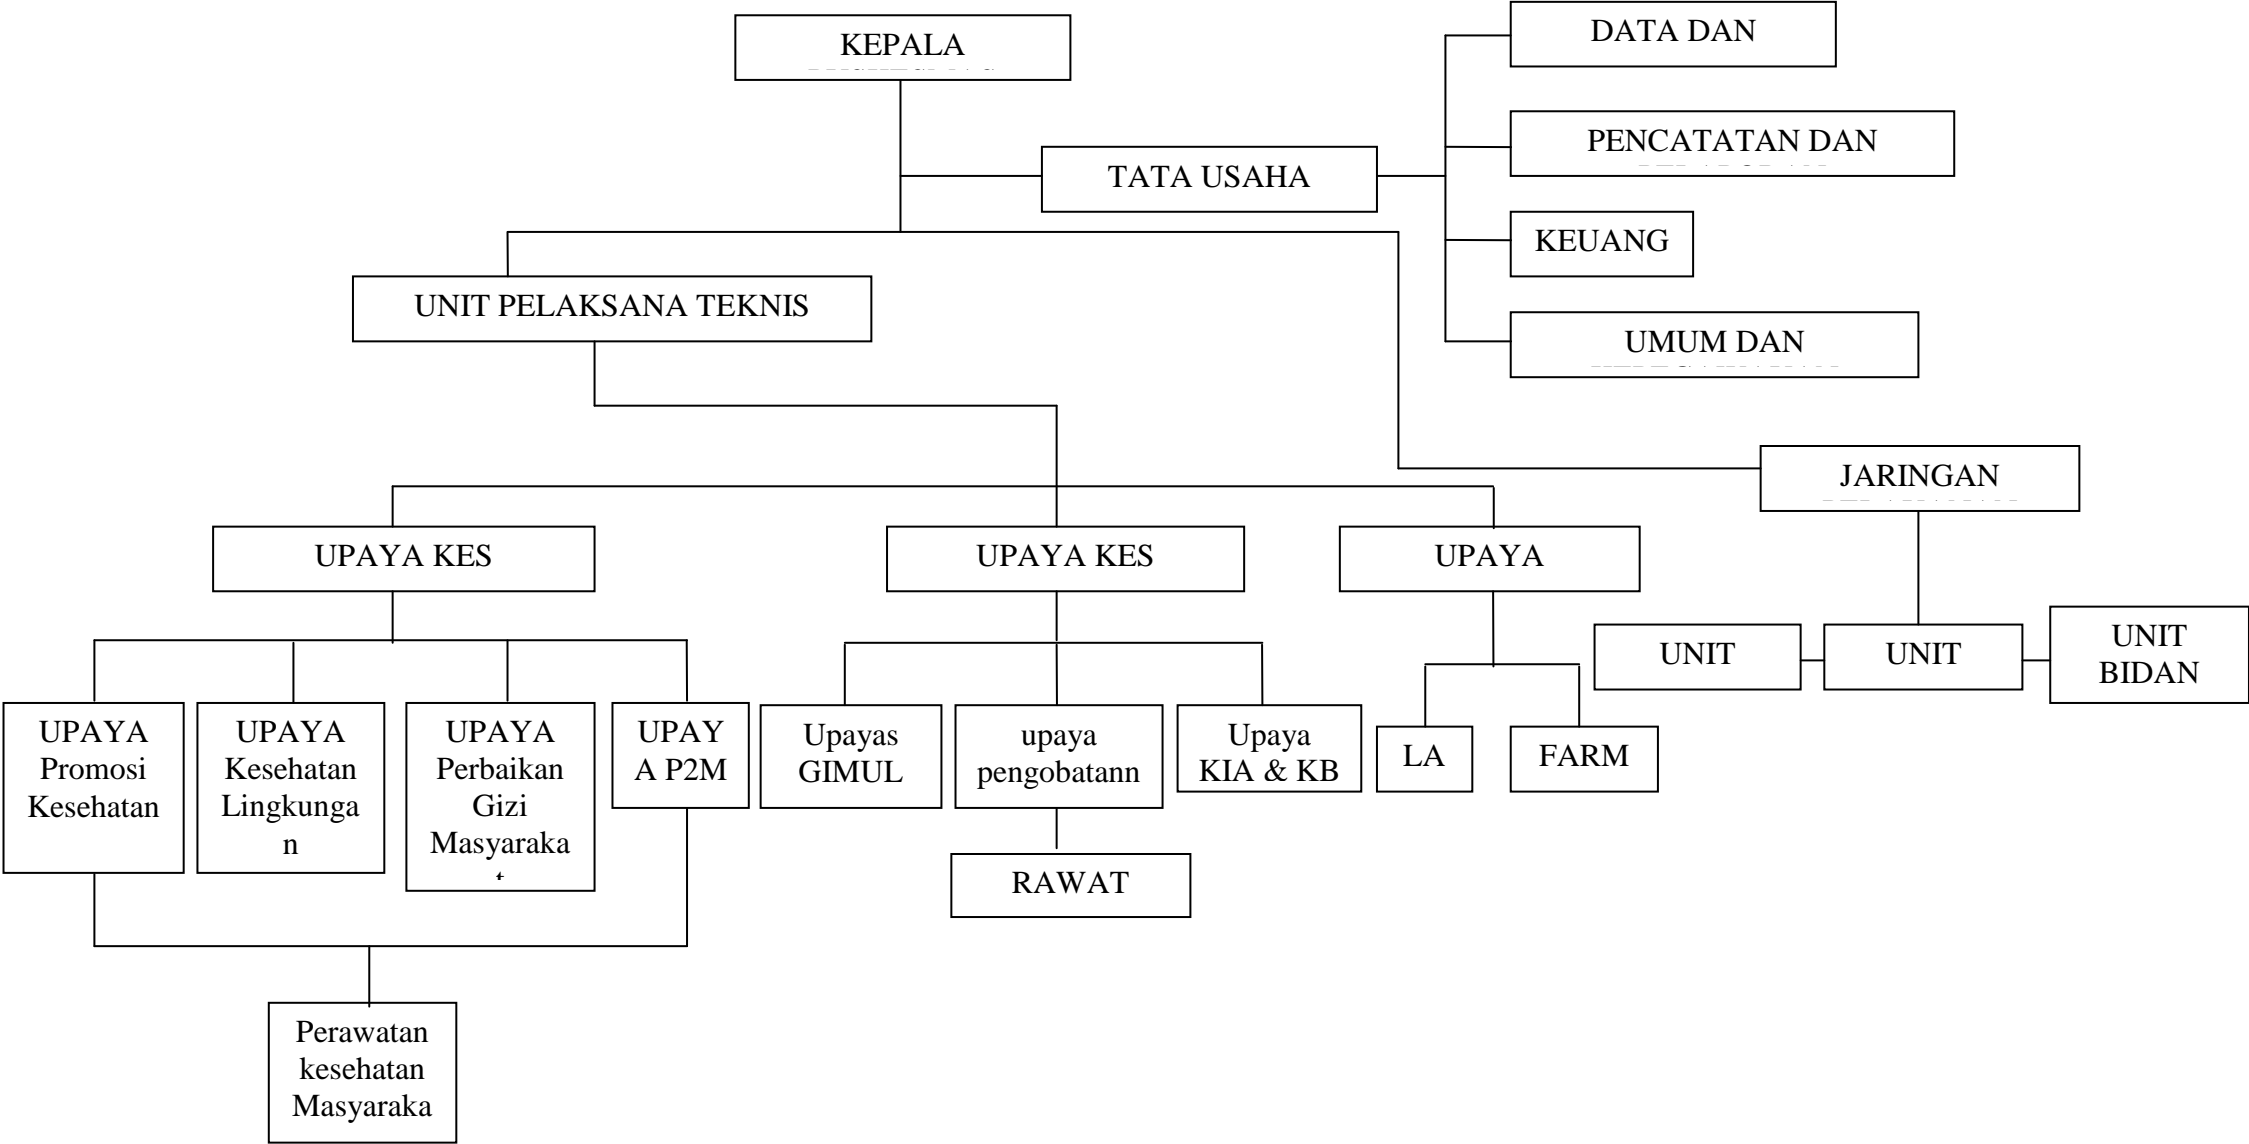 KEPALA
DATA DAN
PENCATATAN DAN
TATA USAHA
KEUANG
UNIT PELAKSANA TEKNIS
UMUM DAN
JARINGAN
UPAYA KES
UPAYA KES
UPAYA
UNIT
UNIT
UNIT
BIDAN
UPAYA
Promosi
Kesehatan
UPAYA
Kesehatan
Lingkunga
n
UPAYA
Perbaikan
Gizi
Masyaraka
t
UPAY
A P2M
Upayas
GIMUL
upaya
pengobatann
Upaya
KIA & KB
LA
FARM
RAWAT
Perawatan
kesehatan
Masyaraka